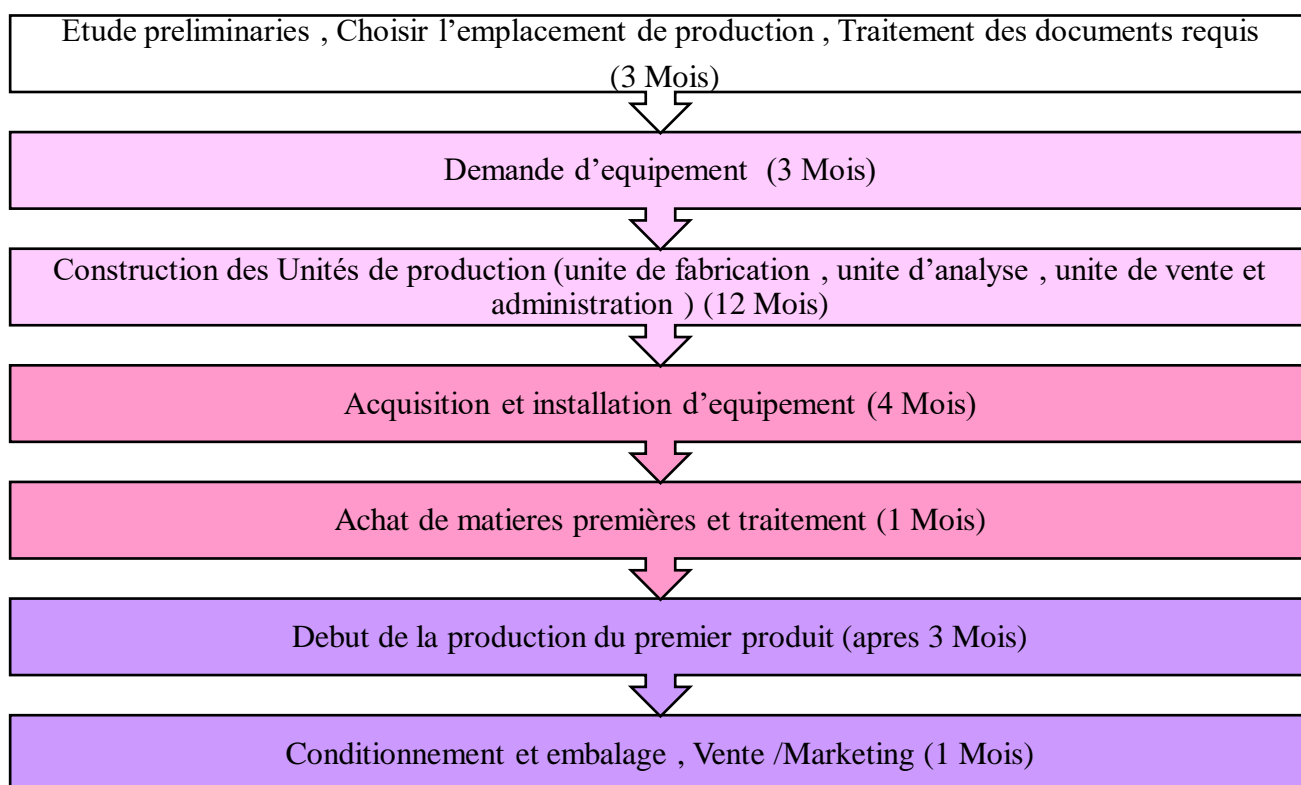 Etude preliminaries , Choisir l’emplacement de production , Traitement des documents requis
(3 Mois)
Demande d’equipement (3 Mois)
Construction des Unités de production (unite de fabrication , unite d’analyse , unite de vente et
administration ) (12 Mois)
Acquisition et installation d’equipement (4 Mois)
Achat de matieres premières et traitement (1 Mois)
Debut de la production du premier produit (apres 3 Mois)
Conditionnement et embalage , Vente /Marketing (1 Mois)